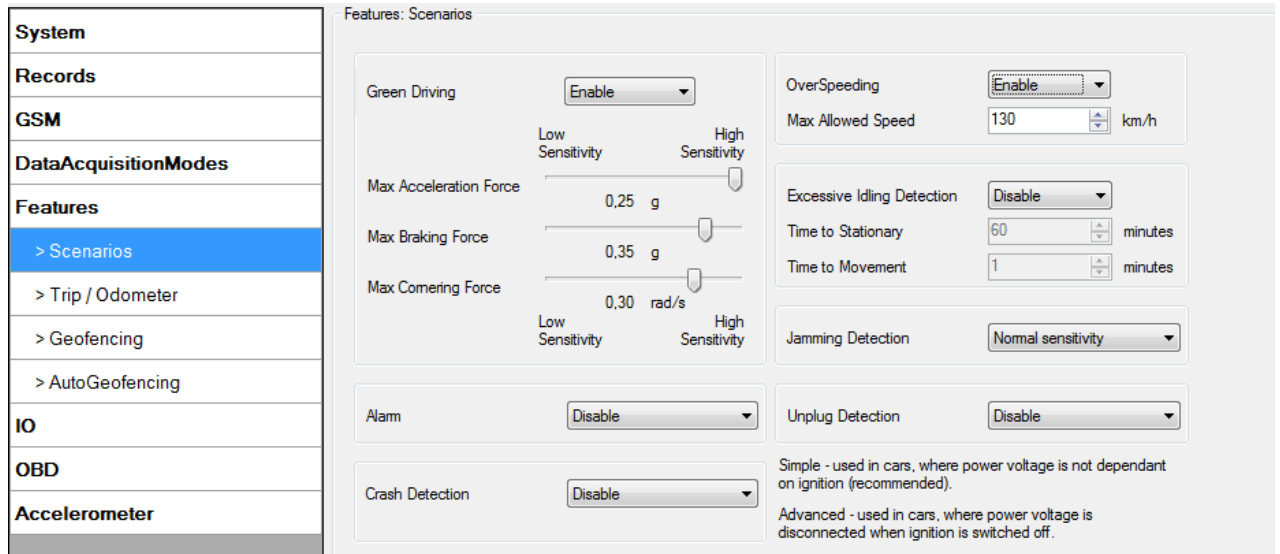 System
Records
GSM
DataAcquisitionModes
Features
> Scenarios
> Trip / Odometer
> Geofencing
> AutoGeofencing
IO
OBD
Accelerometer
Features: Scenarios
Green Driving Enable
Low Sensitivity High Sensitivity
Max Acceleration Force
0,25 g
Max Braking Force
0,35 g
Max Cornering Force
0,30 rad/s
Low Sensitivity High Sensitivity
Alarm Disable
Crash Detection Disable
OverSpeeding Enable
Max Allowed Speed 130 km/h
Excessive Idling Detection Disable
Time to Stationary 60 minutes
Time to Movement 1 minutes
Jamming Detection Normal sensitivity
Unplug Detection Disable
Simple - used in cars, where power voltage is not dependant
on ignition (recommended).
Advanced - used in cars, where power voltage is
disconnected when ignition is switched off.